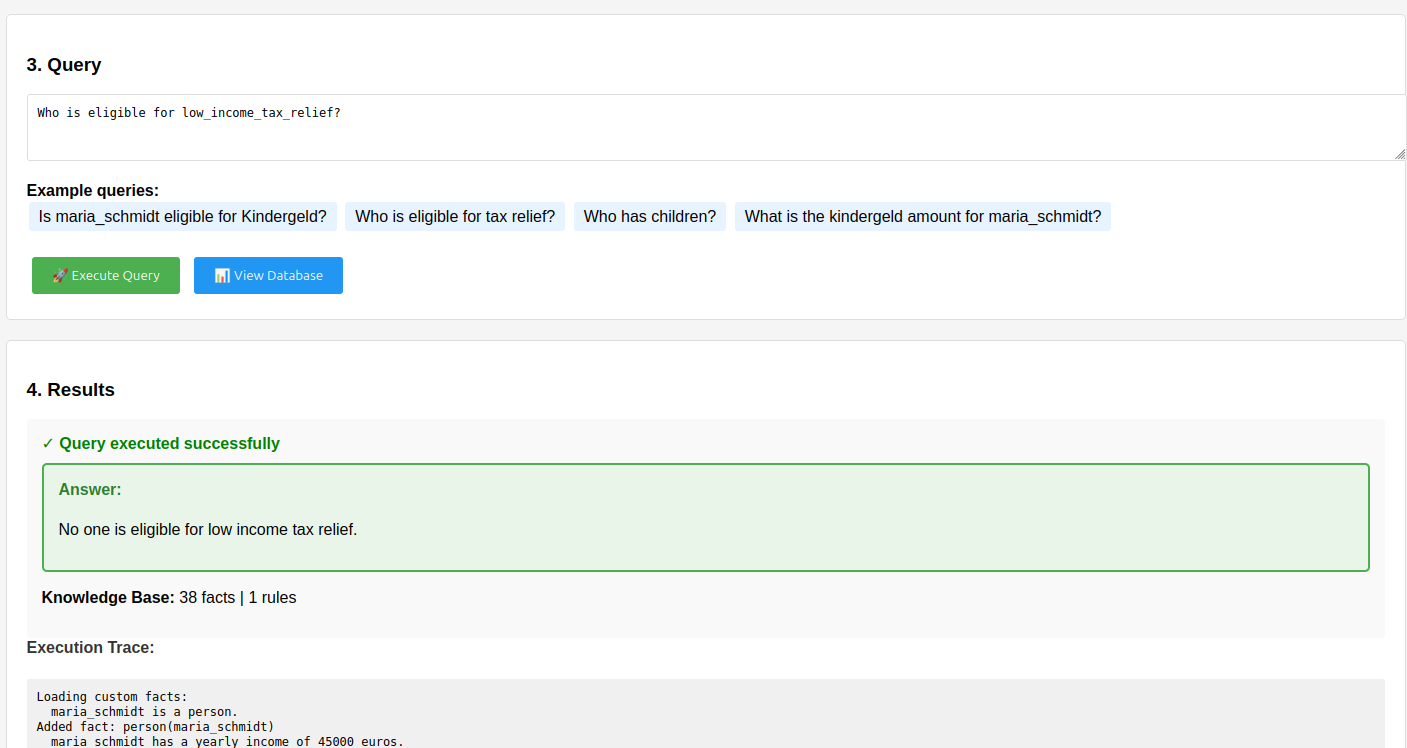 3. Query
Who is eligible for low_income_tax_relief?
Example queries:
Is maria_schmidt eligible for Kindergeld? Who is eligible for tax relief? Who has children? What is the kindergeld amount for maria_schmidt?
🚀 Execute Query 📊 View Database
4. Results
✓ Query executed successfully
Answer:
No one is eligible for low income tax relief.
Knowledge Base: 38 facts | 1 rules
Execution Trace:
Loading custom facts:
maria_schmidt is a person.
Added fact: person(maria_schmidt)
maria_schmidt has a yearly income of 45000 euros.